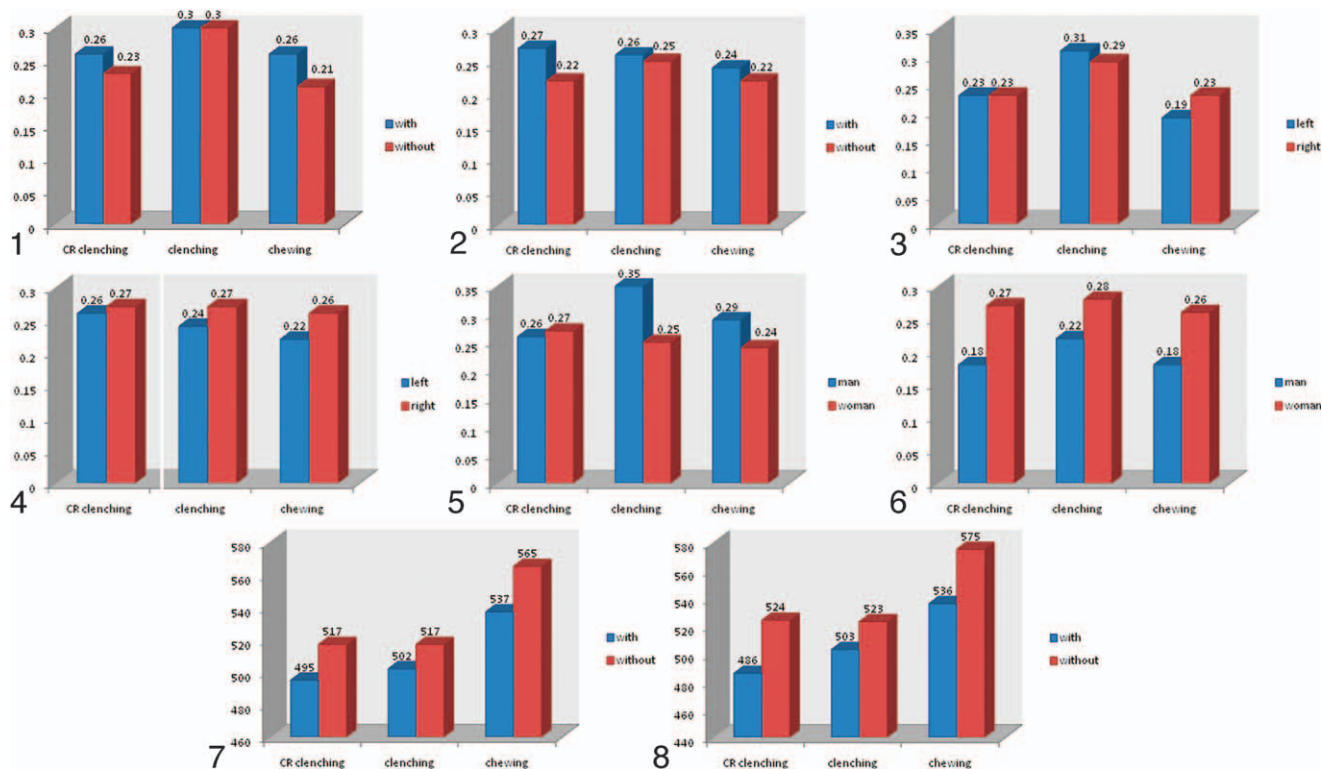 0.3
0.25
0.2
0.15
0.1
0.05
0
0.26
0.23
0.3
0.3
0.26
0.21
CR clenching
clenching
chewing
with
without
1
0.3
0.25
0.2
0.15
0.1
0.05
0
0.27
0.22
0.26
0.25
0.24
0.22
CR clenching
clenching
chewing
with
without
2
0.35
0.3
0.25
0.2
0.15
0.1
0.05
0
0.23
0.23
0.31
0.29
0.19
0.23
CR clenching
clenching
chewing
left
right
3
0.3
0.25
0.2
0.15
0.1
0.05
0
0.26
0.27
0.24
0.27
0.22
0.26
CR clenching
clenching
chewing
left
right
4
0.35
0.3
0.25
0.2
0.15
0.1
0.05
0
0.26
0.27
0.35
0.25
0.29
0.24
CR clenching
clenching
chewing
man
woman
5
0.3
0.25
0.2
0.15
0.1
0.05
0
0.18
0.27
0.22
0.28
0.18
0.26
CR clenching
clenching
chewing
man
woman
6
580
560
540
520
500
480
460
495
517
502
517
537
565
CR clenching
clenching
chewing
with
without
7
580
560
540
520
500
480
460
440
486
524
503
523
536
575
CR clenching
clenching
chewing
with
without
8